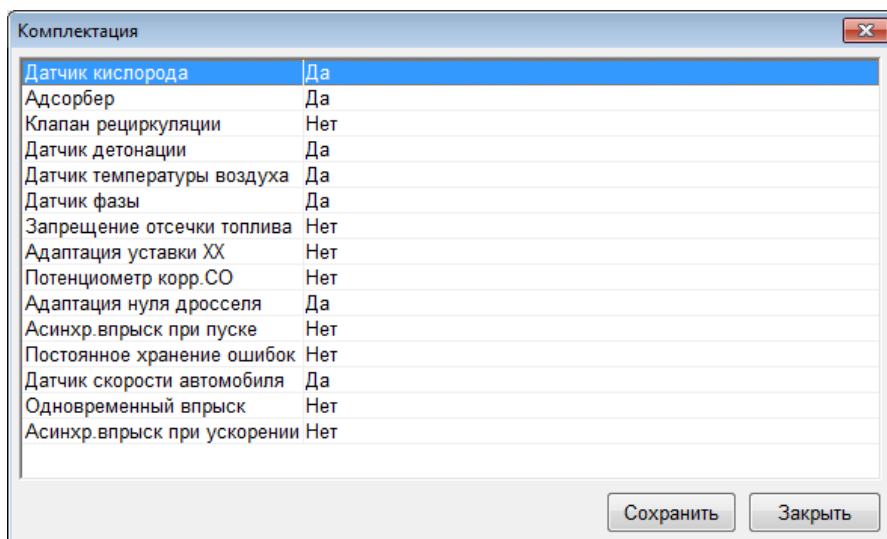 Комплектация
Датчик кислорода Да
Адсорбер Да
Клапан рециркуляции Нет
Датчик детонации Да
Датчик температуры воздуха Да
Датчик фазы Да
Запрещение отсечки топлива Нет
Адаптация уставки XX Нет
Потенциометр корр.СО Нет
Адаптация нуля дросселя Да
Асинхр.впрыск при пуске Нет
Постоянное хранение ошибок Нет
Датчик скорости автомобиля Да
Одновременный впрыск Нет
Асинхр.впрыск при ускорении Нет
Сохранить Закрыть